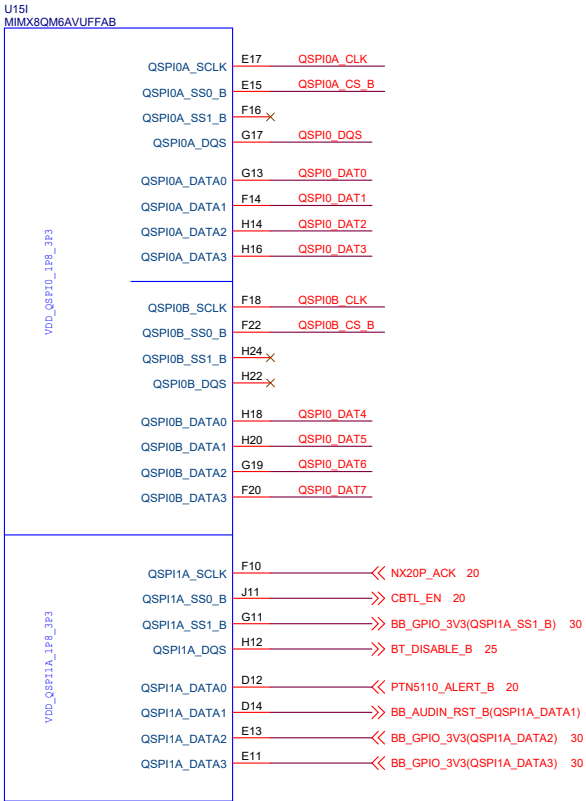 U15I
MIMX8QM6AVUFFAB
QSPI0A_SCLK E17 QSPI0A_CLK
QSPI0A_SS0_B E15 QSPI0A_CS_B
QSPI0A_SS1_B F16
QSPI0A_DQS G17 QSPI0_DQS
QSPI0A_DATA0 G13 QSPI0_DAT0
QSPI0A_DATA1 F14 QSPI0_DAT1
QSPI0A_DATA2 H14 QSPI0_DAT2
QSPI0A_DATA3 H16 QSPI0_DAT3
VDD_QSPI0_1P8_3P3
QSPI0B_SCLK F18 QSPI0B_CLK
QSPI0B_SS0_B F22 QSPI0B_CS_B
QSPI0B_SS1_B H24
QSPI0B_DQS H22
QSPI0B_DATA0 H18 QSPI0_DAT4
QSPI0B_DATA1 H20 QSPI0_DAT5
QSPI0B_DATA2 G19 QSPI0_DAT6
QSPI0B_DATA3 F20 QSPI0_DAT7
QSPI1A_SCLK F10 NX20P_ACK 20
QSPI1A_SS0_B J11 CBTL_EN 20
QSPI1A_SS1_B G11 BB_GPIO_3V3(QSPI1A_SS1_B) 30
QSPI1A_DQS H12 BT_DISABLE_B 25
VDD_QSPI1A_1P8_3P3
QSPI1A_DATA0 D12 PTN5110_ALERT_B 20
QSPI1A_DATA1 D14 BB_AUDIN_RST_B(QSPI1A_DATA1)
QSPI1A_DATA2 E13 BB_GPIO_3V3(QSPI1A_DATA2) 30
QSPI1A_DATA3 E11 BB_GPIO_3V3(QSPI1A_DATA3) 30